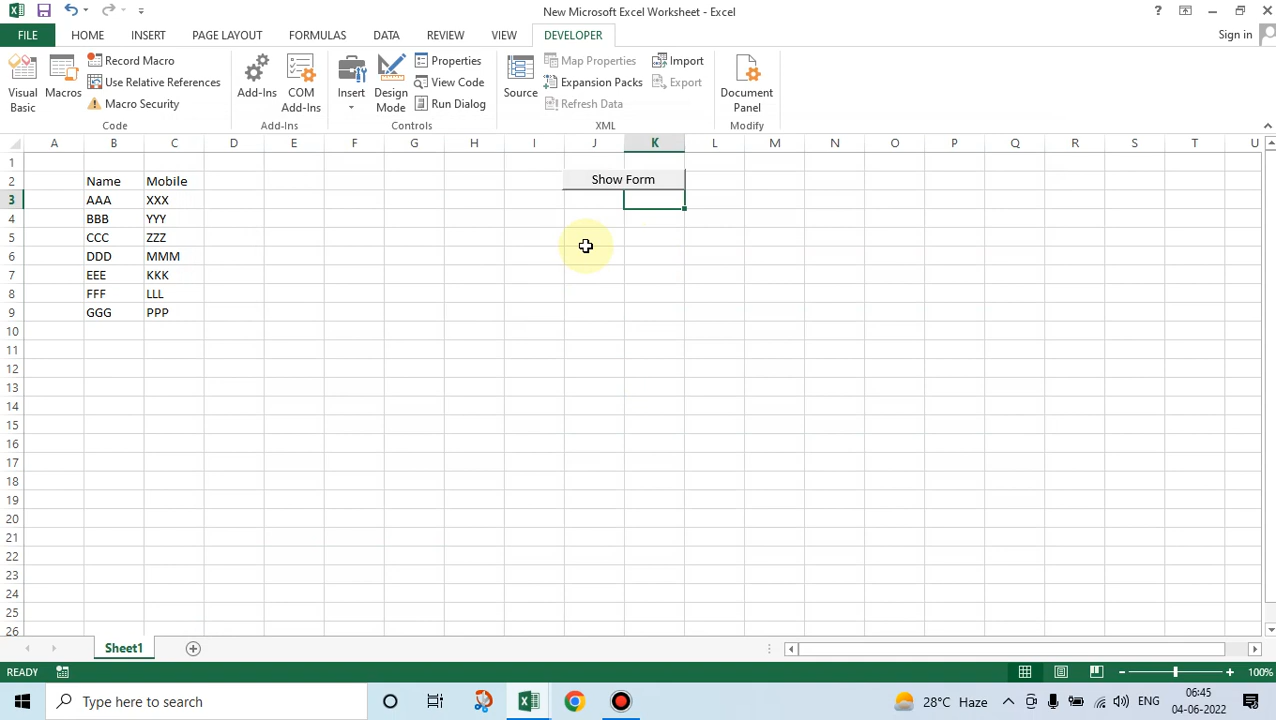 New Microsoft Excel Worksheet - Excel
?
FILE HOME INSERT PAGE LAYOUT FORMULAS DATA REVIEW VIEW DEVELOPER Sign in
Visual Basic
Macros
Record Macro
Use Relative References
Macro Security
Code
Add-Ins
COM Add-Ins
Add-Ins
Insert
Design Mode
Properties
View Code
Run Dialog
Controls
Source
Map Properties
Expansion Packs
Refresh Data
Import
Export
XML
Document Panel
Modify
A B C D E F G H I J K L M N O P Q R S T U
1
2 Name Mobile Show Form
3 AAA XXX
4 BBB YYY
5 CCC ZZZ
6 DDD MMM
7 EEE KKK
8 FFF LLL
9 GGG PPP
10
11
12
13
14
15
16
17
18
19
20
21
22
23
24
25
26
Sheet1
READY 100%
Type here to search 28°C Haze ENG 06:45
04-06-2022